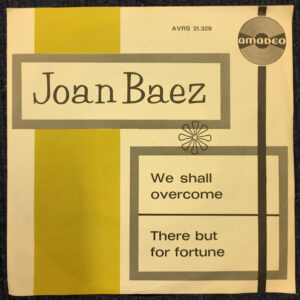 AVRS 21.329
amadeo
Joan Baez
We shall
overcome
There but
for fortune